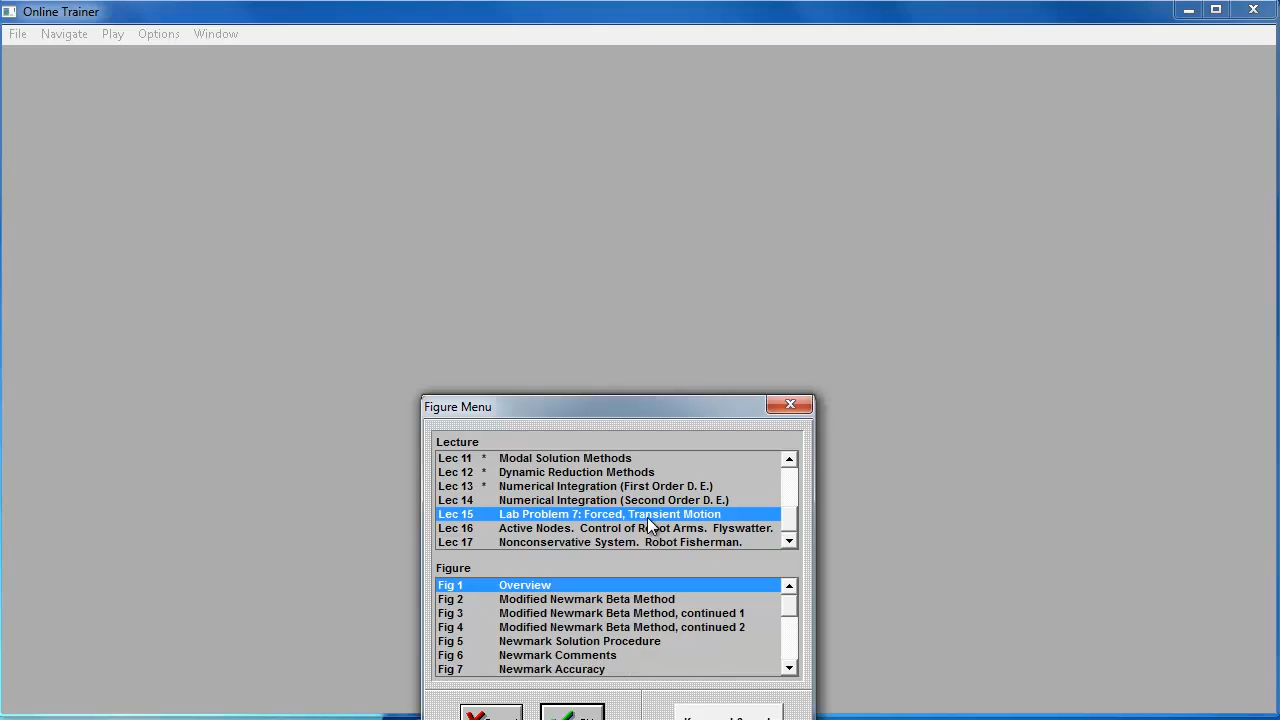 Online Trainer
File Navigate Play Options Window
Figure Menu
Lecture
Lec 11 * Modal Solution Methods
Lec 12 * Dynamic Reduction Methods
Lec 13 * Numerical Integration (First Order D. E.)
Lec 14 Numerical Integration (Second Order D. E.)
Lec 15 Lab Problem 7: Forced, Transient Motion
Lec 16 Active Nodes. Control of Robot Arms. Flyswatter.
Lec 17 Nonconservative System. Robot Fisherman.
Figure
Fig 1 Overview
Fig 2 Modified Newmark Beta Method
Fig 3 Modified Newmark Beta Method, continued 1
Fig 4 Modified Newmark Beta Method, continued 2
Fig 5 Newmark Solution Procedure
Fig 6 Newmark Comments
Fig 7 Newmark Accuracy